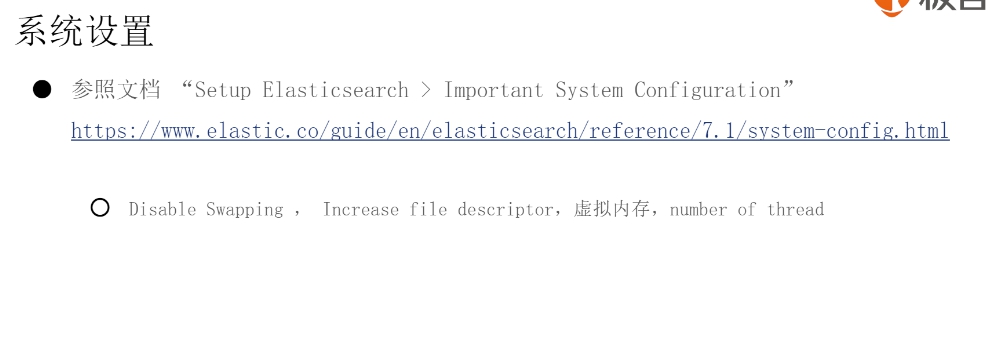 系统设置
● 参照文档 “Setup Elasticsearch > Important System Configuration”
https://www.elastic.co/guide/en/elasticsearch/reference/7.1/system-config.html
○ Disable Swapping , Increase file descriptor, 虚拟内存, number of thread